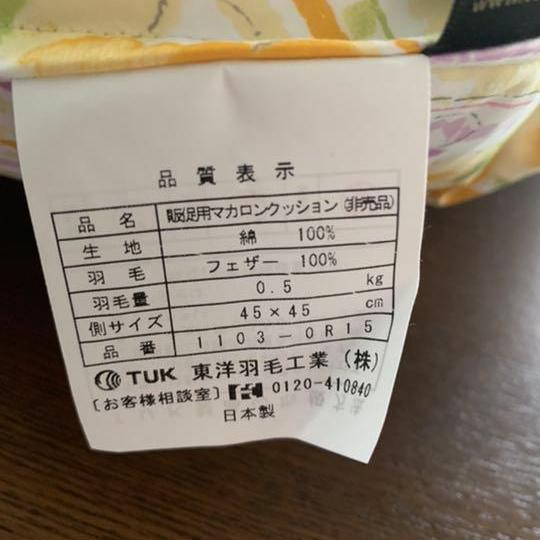 品質表示
品名 販促用マカロンクッション(非売品)
生地 綿 100%
羽毛 フェザー 100%
羽毛量 0.5 kg
側サイズ 45×45 cm
品番 1103-0R15
TUK 東洋羽毛工業(株)
〔お客様相談室〕 0120-410840
日本製